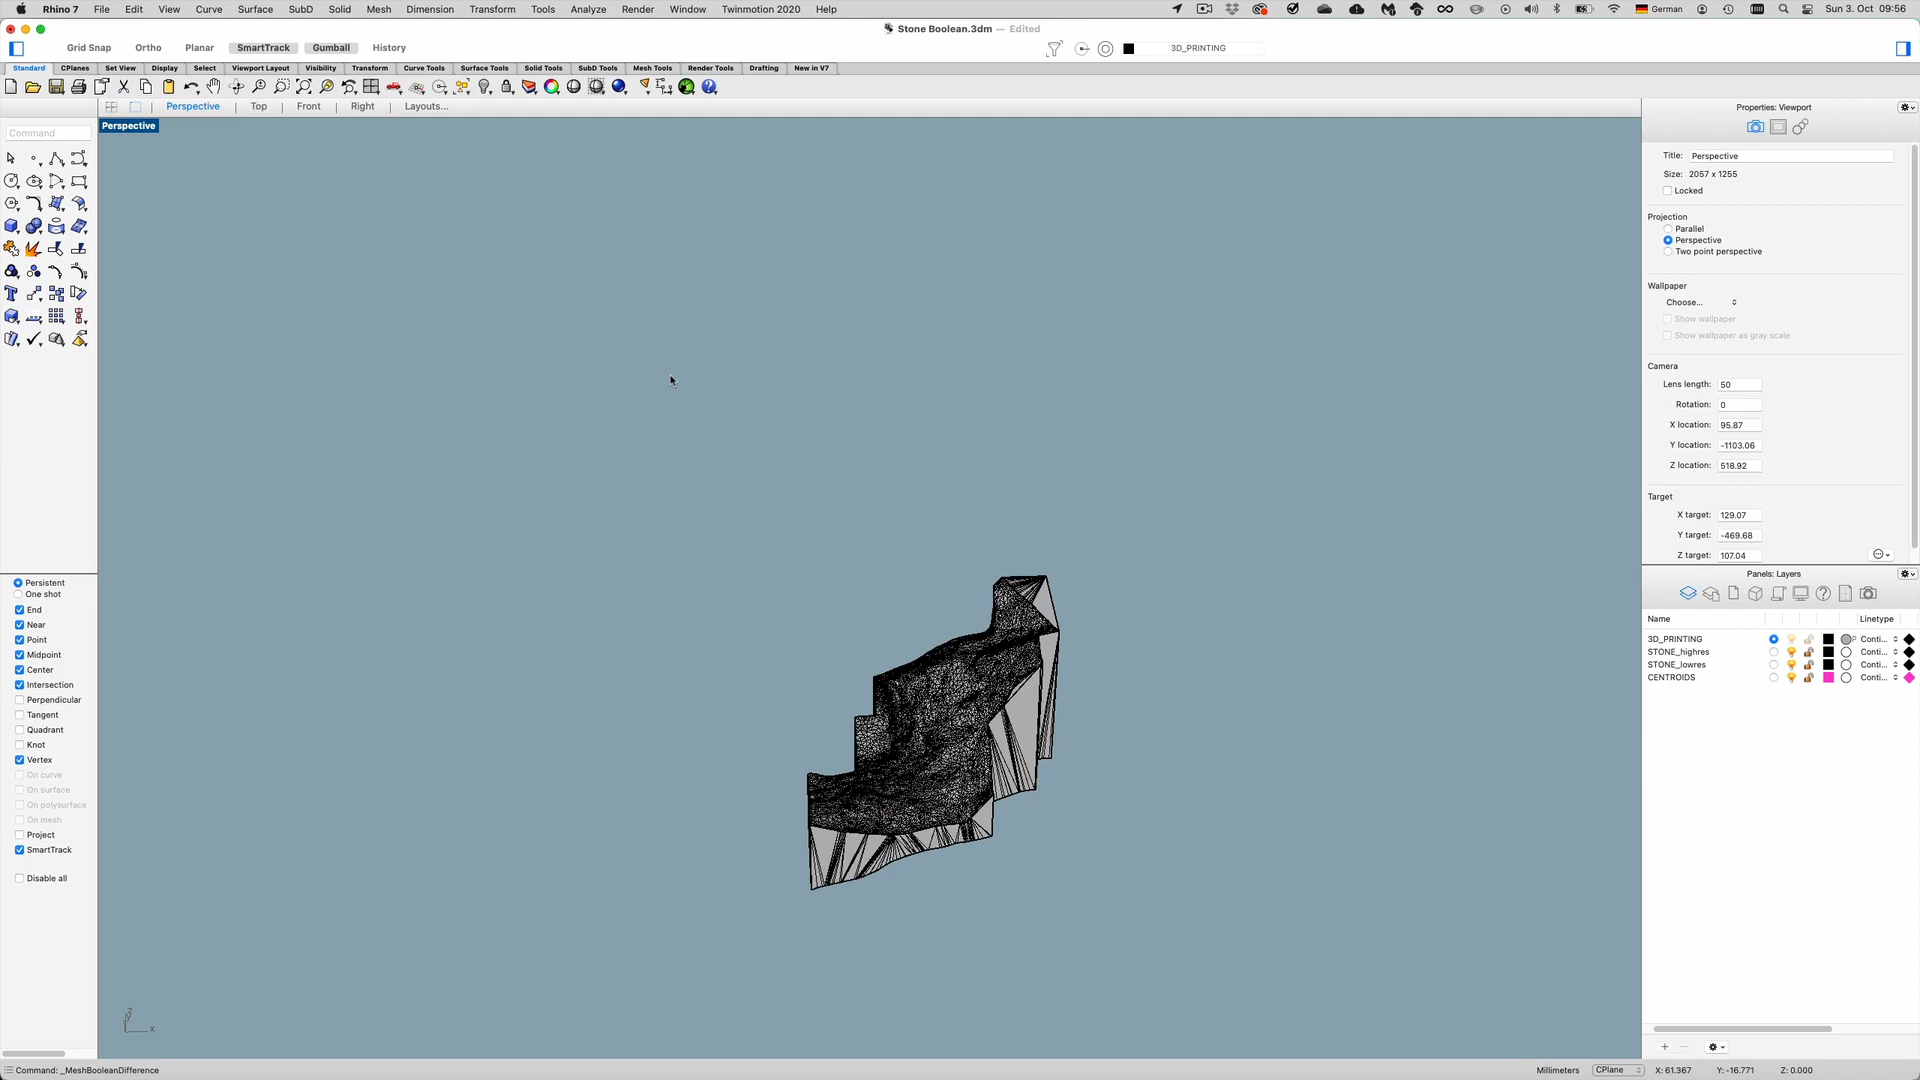 Rhino 7 File Edit View Curve Surface SubD Solid Mesh Dimension Transform Tools Analyze Render Window Twinmotion 2020 Help German Sun 3. Oct 09:56
Stone Boolean.3dm — Edited
Grid Snap Ortho Planar SmartTrack Gumball History 3D_PRINTING
Standard CPlanes Set View Display Select Viewport Layout Visibility Transform Curve Tools Surface Tools Solid Tools SubD Tools Mesh Tools Render Tools Drafting New in V7
Perspective Top Front Right Layouts...
Command
Perspective
Persistent
One shot
End
Near
Point
Midpoint
Center
Intersection
Perpendicular
Tangent
Quadrant
Knot
Vertex
On curve
On surface
On polysurface
On mesh
Project
SmartTrack
Disable all
z
x
Properties: Viewport
Title: Perspective
Size: 2057 x 1255
Locked
Projection
Parallel
Perspective
Two point perspective
Wallpaper
Choose...
Show wallpaper
Show wallpaper as gray scale
Camera
Lens length: 50
Rotation: 0
X location: 95.87
Y location: -1103.06
Z location: 518.92
Target
X target: 129.07
Y target: -469.68
Z target: 107.04
Panels: Layers
Name Linetype
3D_PRINTING Conti...
STONE_highres Conti...
STONE_lowres Conti...
CENTROIDS Conti...
Command: _MeshBooleanDifference
Millimeters CPlane X: 61.367 Y: -16.771 Z: 0.000